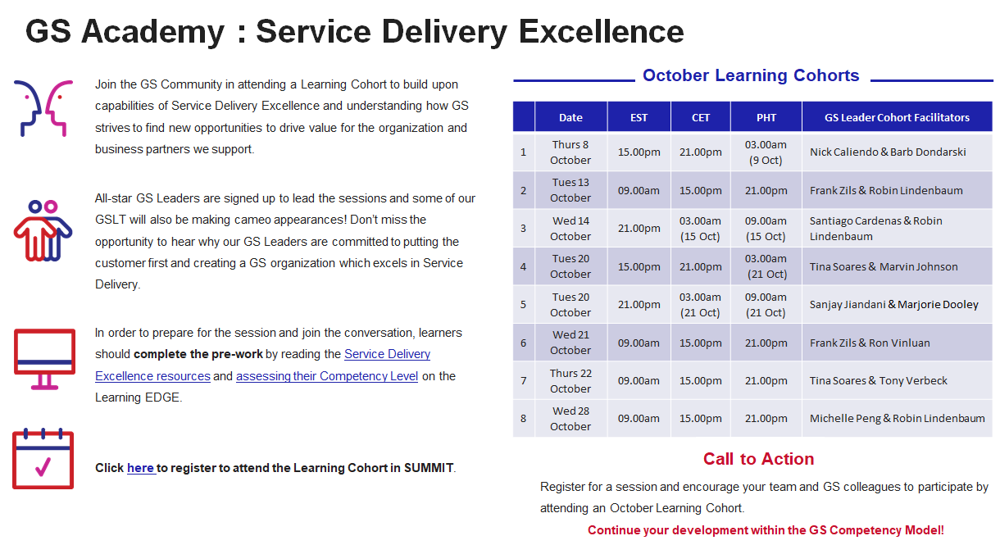 GS Academy : Service Delivery Excellence
Join the GS Community in attending a Learning Cohort to build upon
capabilities of Service Delivery Excellence and understanding how GS
strives to find new opportunities to drive value for the organization and
business partners we support.
All-star GS Leaders are signed up to lead the sessions and some of our
GSLT will also be making cameo appearances! Don't miss the
opportunity to hear why our GS Leaders are committed to putting the
customer first and creating a GS organization which excels in Service
Delivery.
In order to prepare for the session and join the conversation, learners
should complete the pre-work by reading the Service Delivery
Excellence resources and assessing their Competency Level on the
Learning EDGE.
Click here to register to attend the Learning Cohort in SUMMIT.
October Learning Cohorts
Date EST CET PHT GS Leader Cohort Facilitators
1 Thurs 8 October 15.00pm 21.00pm 03.00am (9 Oct) Nick Caliendo & Barb Dondarski
2 Tues 13 October 09.00am 15.00pm 21.00pm Frank Zils & Robin Lindenbaum
3 Wed 14 October 21.00pm 03.00am (15 Oct) 09.00am (15 Oct) Santiago Cardenas & Robin Lindenbaum
4 Tues 20 October 15.00pm 21.00pm 03.00am (21 Oct) Tina Soares & Marvin Johnson
5 Tues 20 October 21.00pm 03.00am (21 Oct) 09.00am (21 Oct) Sanjay Jiandani & Marjorie Dooley
6 Wed 21 October 09.00am 15.00pm 21.00pm Frank Zils & Ron Vinluan
7 Thurs 22 October 09.00am 15.00pm 21.00pm Tina Soares & Tony Verbeck
8 Wed 28 October 09.00am 15.00pm 21.00pm Michelle Peng & Robin Lindenbaum
Call to Action
Register for a session and encourage your team and GS colleagues to participate by
attending an October Learning Cohort.
Continue your development within the GS Competency Model!